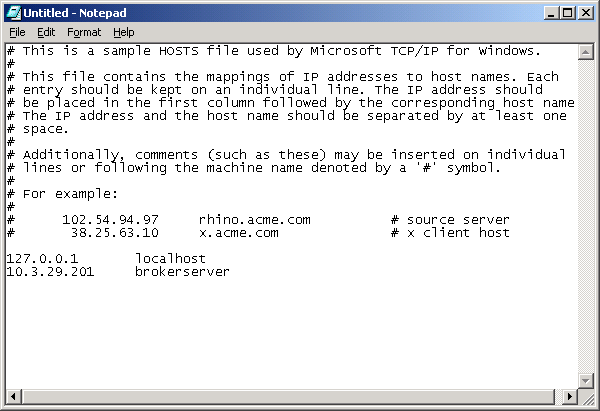 Untitled - Notepad
File Edit Format Help
# This is a sample HOSTS file used by Microsoft TCP/IP for Windows.
#
# This file contains the mappings of IP addresses to host names. Each
# entry should be kept on an individual line. The IP address should
# be placed in the first column followed by the corresponding host name
# The IP address and the host name should be separated by at least one
# space.
#
# Additionally, comments (such as these) may be inserted on individual
# lines or following the machine name denoted by a '#' symbol.
#
# For example:
#
#      102.54.94.97     rhino.acme.com          # source server
#       38.25.63.10     x.acme.com              # x client host
127.0.0.1       localhost
10.3.29.201     brokerserver